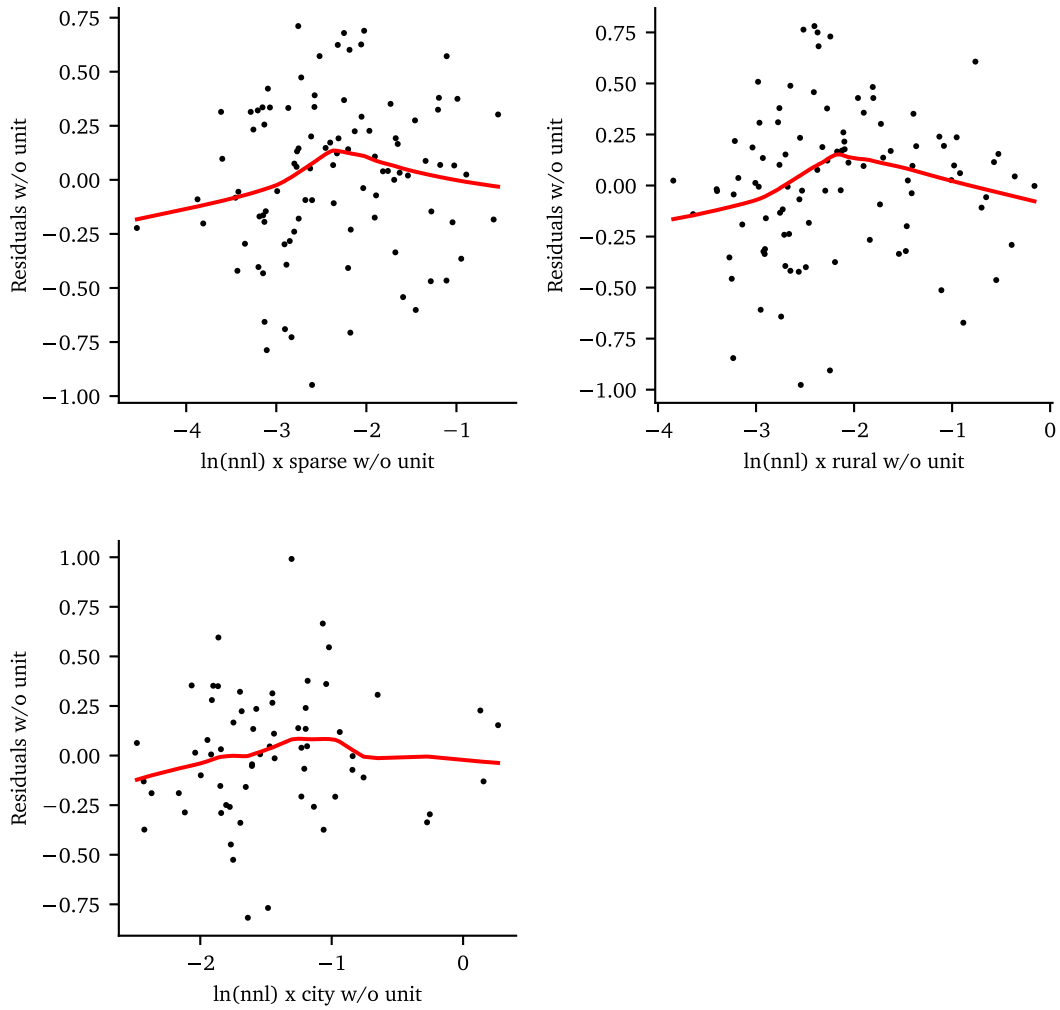 0.75
0.50
0.25
0.00
−0.25
−0.50
−0.75
−1.00
Residuals w/o unit
−4 −3 −2 −1
ln(nnl) x sparse w/o unit
0.75
0.50
0.25
0.00
−0.25
−0.50
−0.75
−1.00
Residuals w/o unit
−4 −3 −2 −1 0
ln(nnl) x rural w/o unit
1.00
0.75
0.50
0.25
0.00
−0.25
−0.50
−0.75
Residuals w/o unit
−2 −1 0
ln(nnl) x city w/o unit